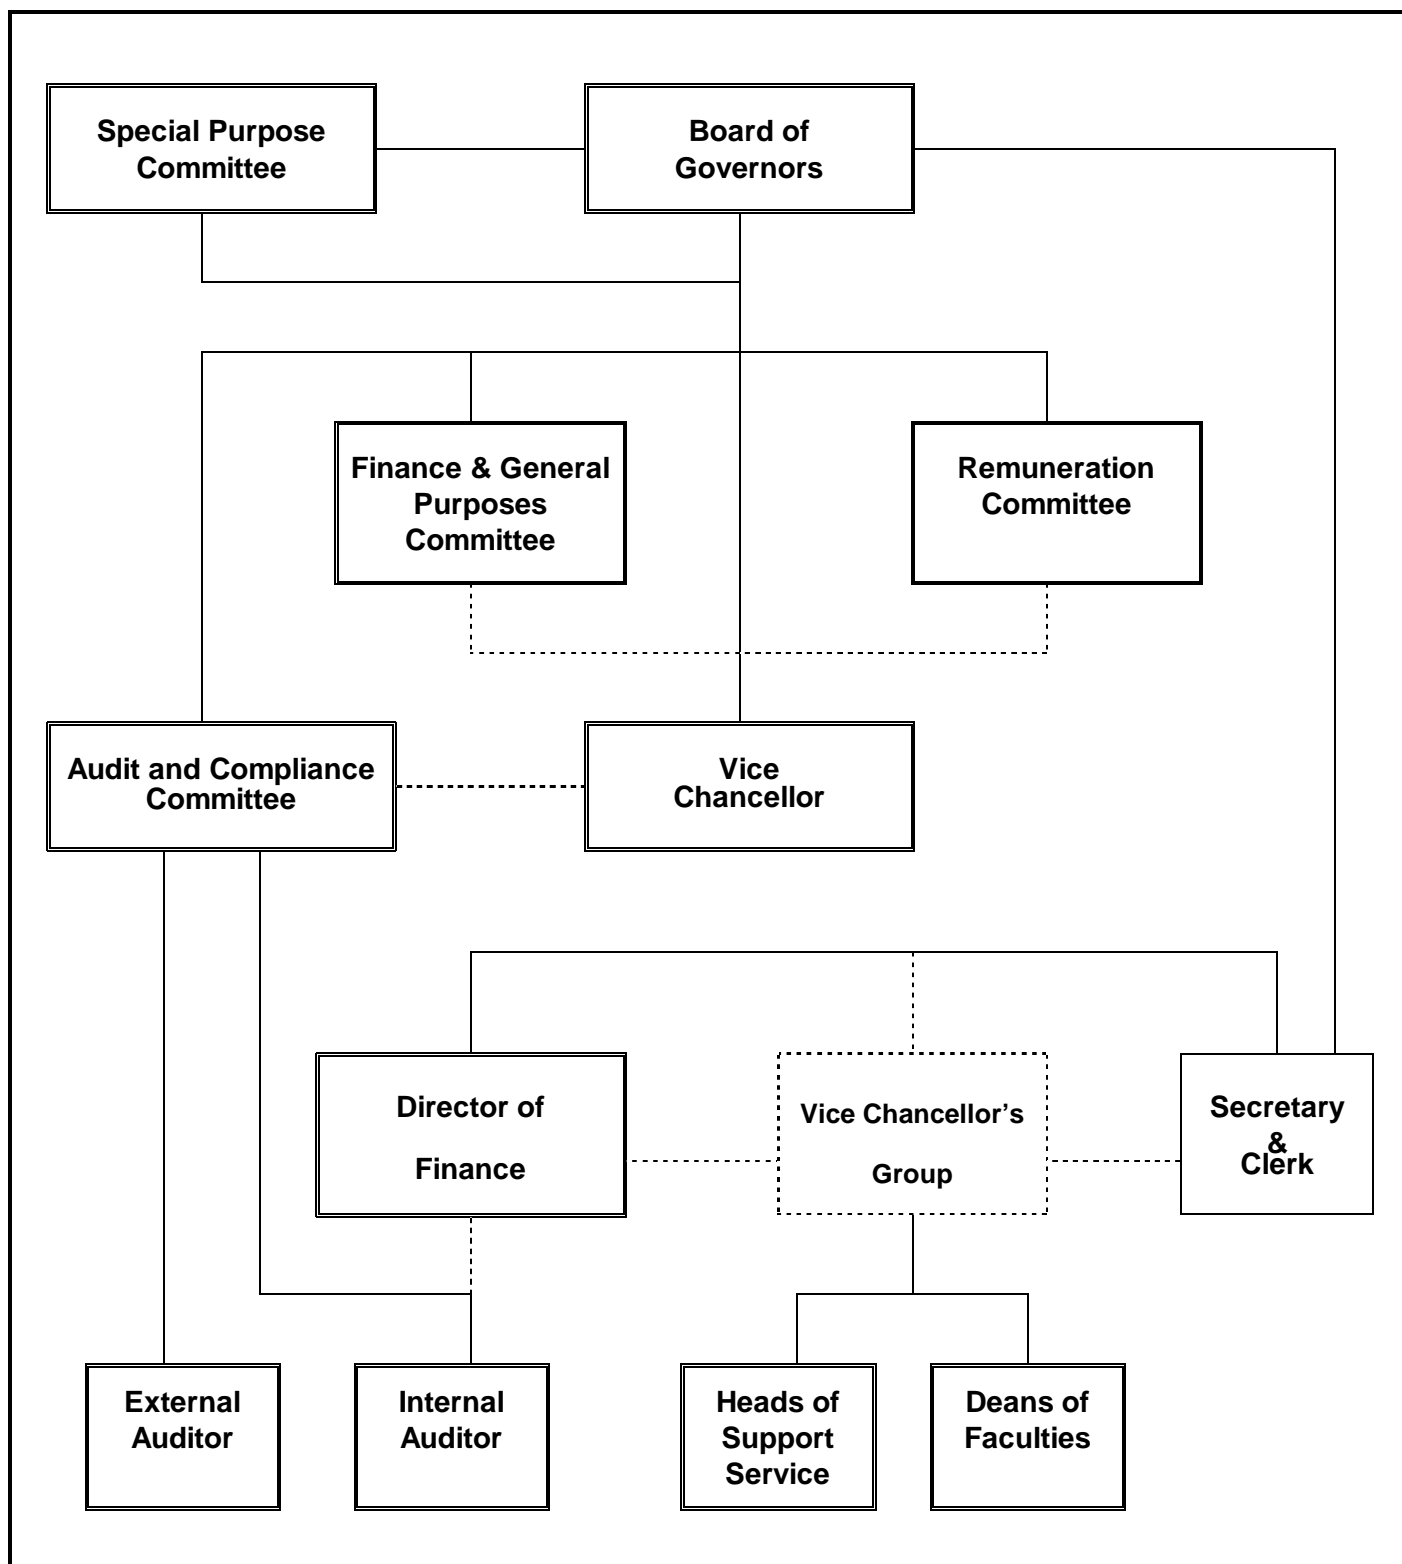 Special Purpose
Committee
Board of
Governors
Finance & General
Purposes
Committee
Remuneration
Committee
Audit and Compliance
Committee
Vice
Chancellor
Director of
Finance
Vice Chancellor’s
Group
Secretary
&
Clerk
External
Auditor
Internal
Auditor
Heads of
Support
Service
Deans of
Faculties